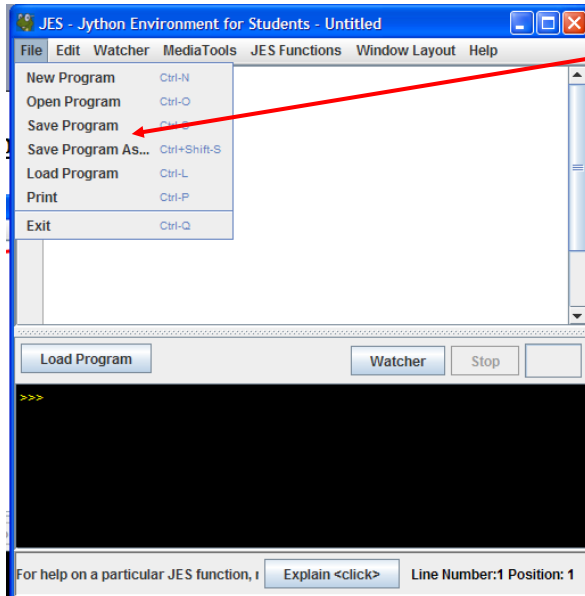 JES - Jython Environment for Students - Untitled
File Edit Watcher MediaTools JES Functions Window Layout Help
New Program Ctrl-N
Open Program Ctrl-O
Save Program
Save Program As... Ctrl+Shift-S
Load Program Ctrl-L
Print Ctrl-P
Exit Ctrl-Q
Load Program Watcher Stop
>>>
For help on a particular JES function, Explain <click> Line Number:1 Position: 1